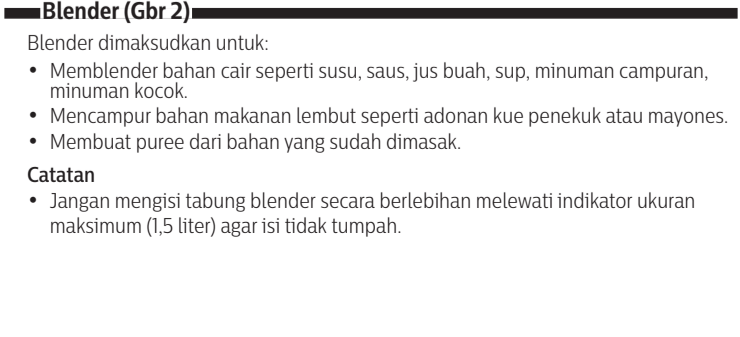 Blender (Gbr 2)
Blender dimaksudkan untuk:
• Memblender bahan cair seperti susu, saus, jus buah, sup, minuman campuran,
minuman kocok.
• Mencampur bahan makanan lembut seperti adonan kue penekuk atau mayones.
• Membuat puree dari bahan yang sudah dimasak.
Catatan
• Jangan mengisi tabung blender secara berlebihan melewati indikator ukuran
maksimum (1,5 liter) agar isi tidak tumpah.